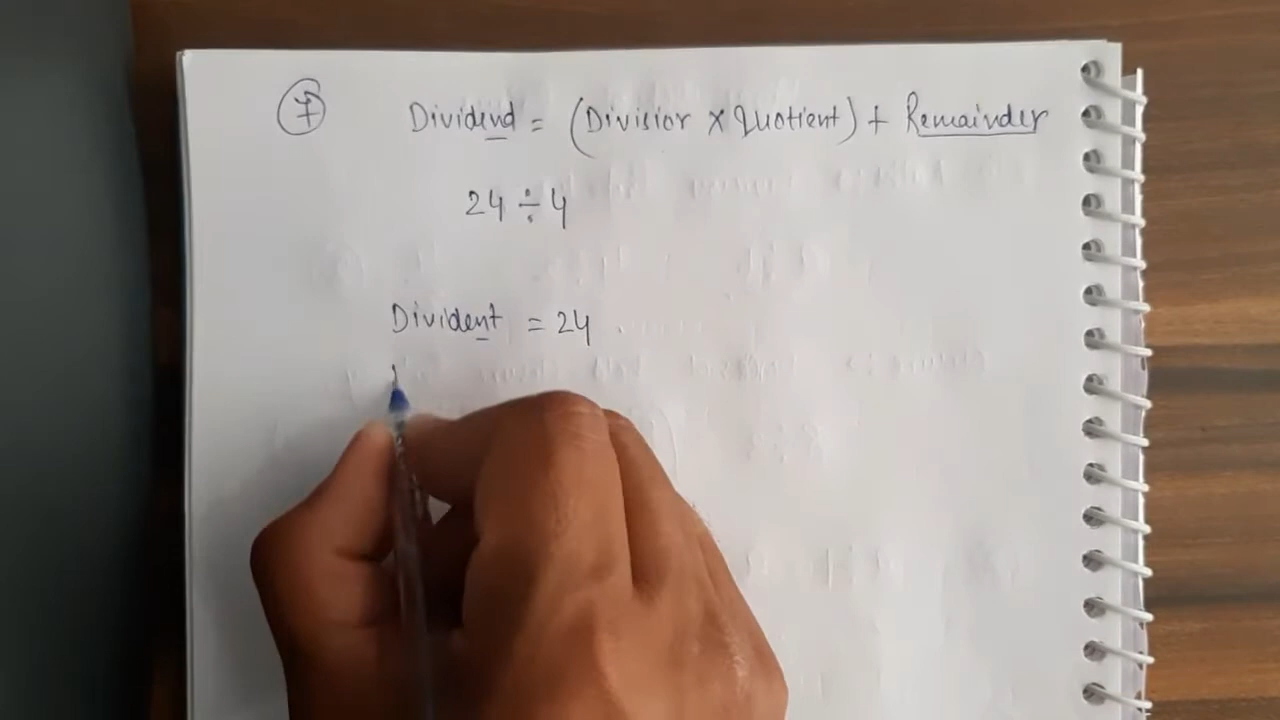 7 Dividend = (Divisior × Quotient) + Remainder
24 ÷ 4
Divident = 24